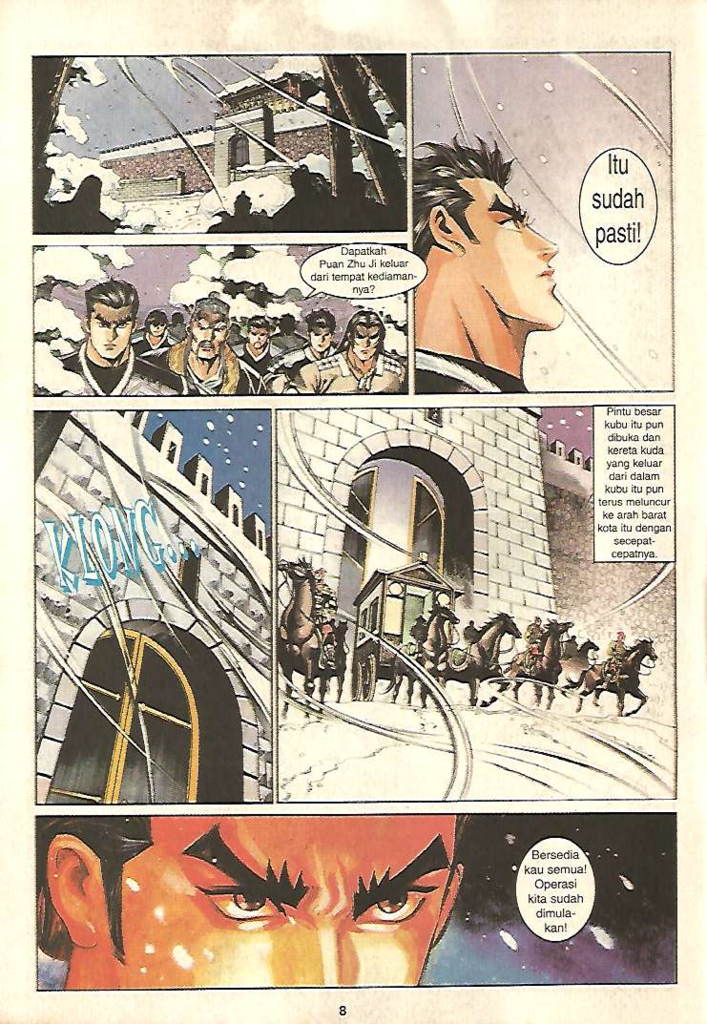 Dapatkah
Puan Zhu Ji keluar
dari tempat kediaman-
nya?
Itu
sudah
pasti!
KLONG...
Pintu besar
kubu itu pun
dibuka dan
kereta kuda
yang keluar
dari dalam
kubu itu pun
terus meluncur
ke arah barat
kota itu dengan
secepat-
cepatnya.
Bersedia
kau semua!
Operasi
kita sudah
dimula-
kan!
8